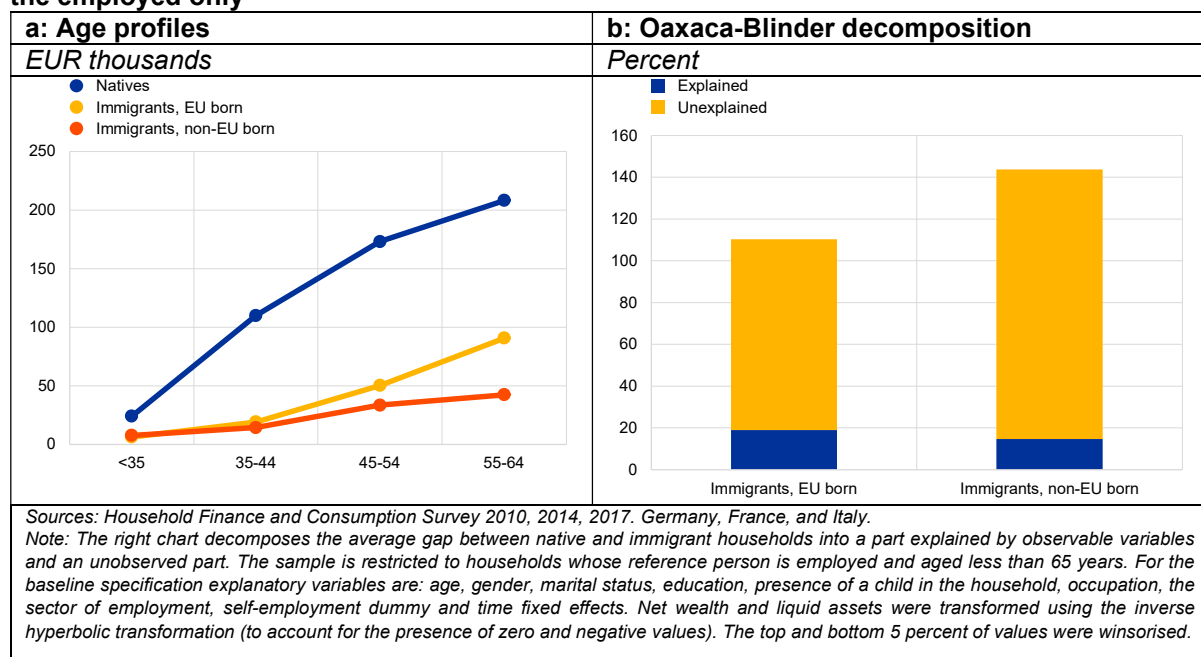 the employed only
a: Age profiles
b: Oaxaca-Blinder decomposition
EUR thousands
Percent
Natives
Immigrants, EU born
Immigrants, non-EU born
250
200
150
100
50
0
<35
35-44
45-54
55-64
Explained
Unexplained
160
140
120
100
80
60
40
20
0
Immigrants, EU born
Immigrants, non-EU born
Sources: Household Finance and Consumption Survey 2010, 2014, 2017. Germany, France, and Italy.
Note: The right chart decomposes the average gap between native and immigrant households into a part explained by observable variables
and an unobserved part. The sample is restricted to households whose reference person is employed and aged less than 65 years. For the
baseline specification explanatory variables are: age, gender, marital status, education, presence of a child in the household, occupation, the
sector of employment, self-employment dummy and time fixed effects. Net wealth and liquid assets were transformed using the inverse
hyperbolic transformation (to account for the presence of zero and negative values). The top and bottom 5 percent of values were winsorised.